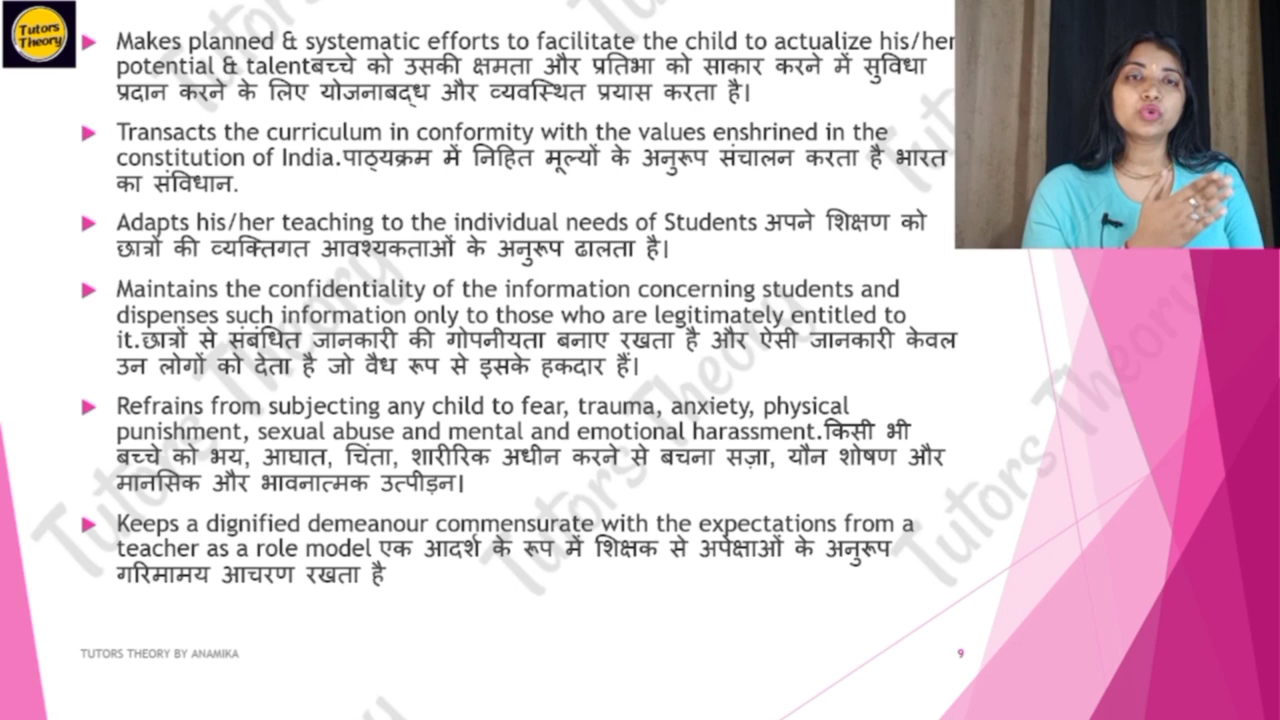 Tutors
Theory
Makes planned & systematic efforts to facilitate the child to actualize his/her
potential & talentबच्चे को उसकी क्षमता और प्रतिभा को साकार करने में सुविधा
प्रदान करने के लिए योजनाबद्ध और व्यवस्थित प्रयास करता है।
Transacts the curriculum in conformity with the values enshrined in the
constitution of India.पाठ्यक्रम में निहित मूल्यों के अनुरूप संचालन करता है भारत
का संविधान.
Adapts his/her teaching to the individual needs of Students अपने शिक्षण को
छात्रों की व्यक्तिगत आवश्यकताओं के अनुरूप ढालता है।
Maintains the confidentiality of the information concerning students and
dispenses such information only to those who are legitimately entitled to
it.छात्रों से संबंधित जानकारी की गोपनीयता बनाए रखता है और ऐसी जानकारी केवल
उन लोगों को देता है जो वैध रूप से इसके हकदार हैं।
Refrains from subjecting any child to fear, trauma, anxiety, physical
punishment, sexual abuse and mental and emotional harassment.किसी भी
बच्चे को भय, आघात, चिंता, शारीरिक अधीन करने से बचना सज़ा, यौन शोषण और
मानसिक और भावनात्मक उत्पीड़न।
Keeps a dignified demeanour commensurate with the expectations from a
teacher as a role model एक आदर्श के रूप में शिक्षक से अपेक्षाओं के अनुरूप
गरिमामय आचरण रखता है
TUTORS THEORY BY ANAMIKA
9
Tutors Theory
Tutors Theory
Tutors Theory